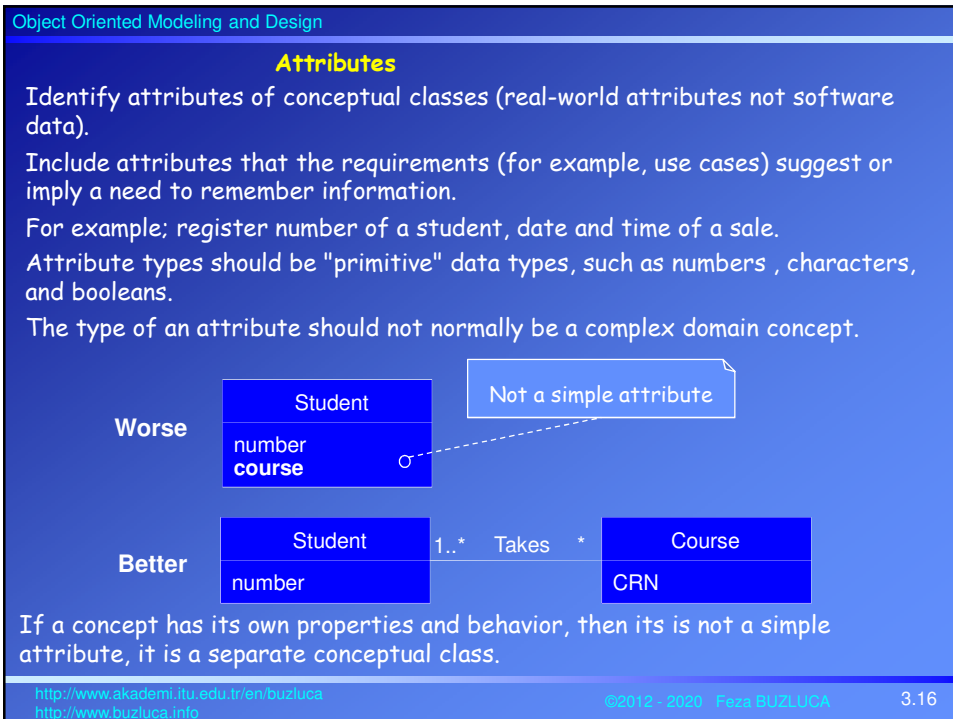 Object Oriented Modeling and Design
Attributes
Identify attributes of conceptual classes (real-world attributes not software
data).
Include attributes that the requirements (for example, use cases) suggest or
imply a need to remember information.
For example; register number of a student, date and time of a sale.
Attribute types should be "primitive" data types, such as numbers , characters,
and booleans.
The type of an attribute should not normally be a complex domain concept.
Not a simple attribute
Student
Worse
number
course
Student 1..* Takes * Course
Better
number CRN
If a concept has its own properties and behavior, then its is not a simple
attribute, it is a separate conceptual class.
http://www.akademi.itu.edu.tr/en/buzluca
http://www.buzluca.info
©2012 - 2020 Feza BUZLUCA 3.16